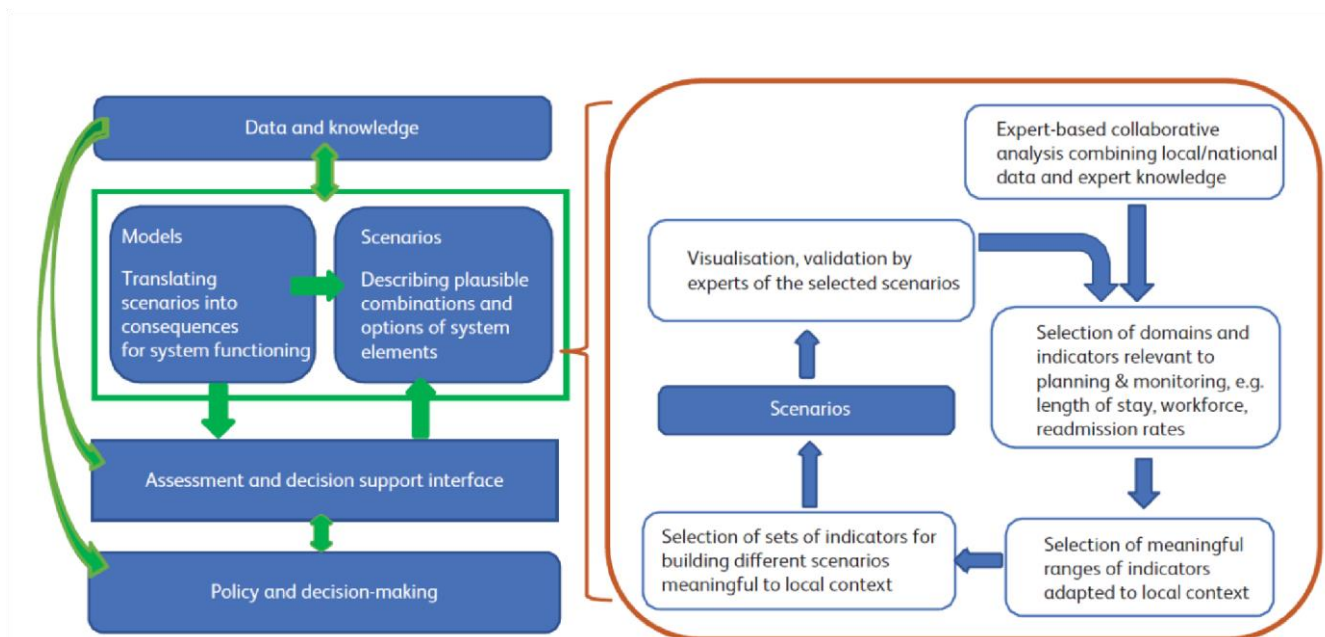 Data and knowledge
Models
Translating
scenarios into
consequences
for system functioning
Scenarios
Describing plausible
combinations and
options of system
elements
Assessment and decision support interface
Policy and decision-making
Expert-based collaborative
analysis combining local/national
data and expert knowledge
Visualisation, validation by
experts of the selected scenarios
Selection of domains and
indicators relevant to
planning & monitoring, e.g.
length of stay, workforce,
readmission rates
Scenarios
Selection of sets of indicators for
building different scenarios
meaningful to local context
Selection of meaningful
ranges of indicators
adapted to local context